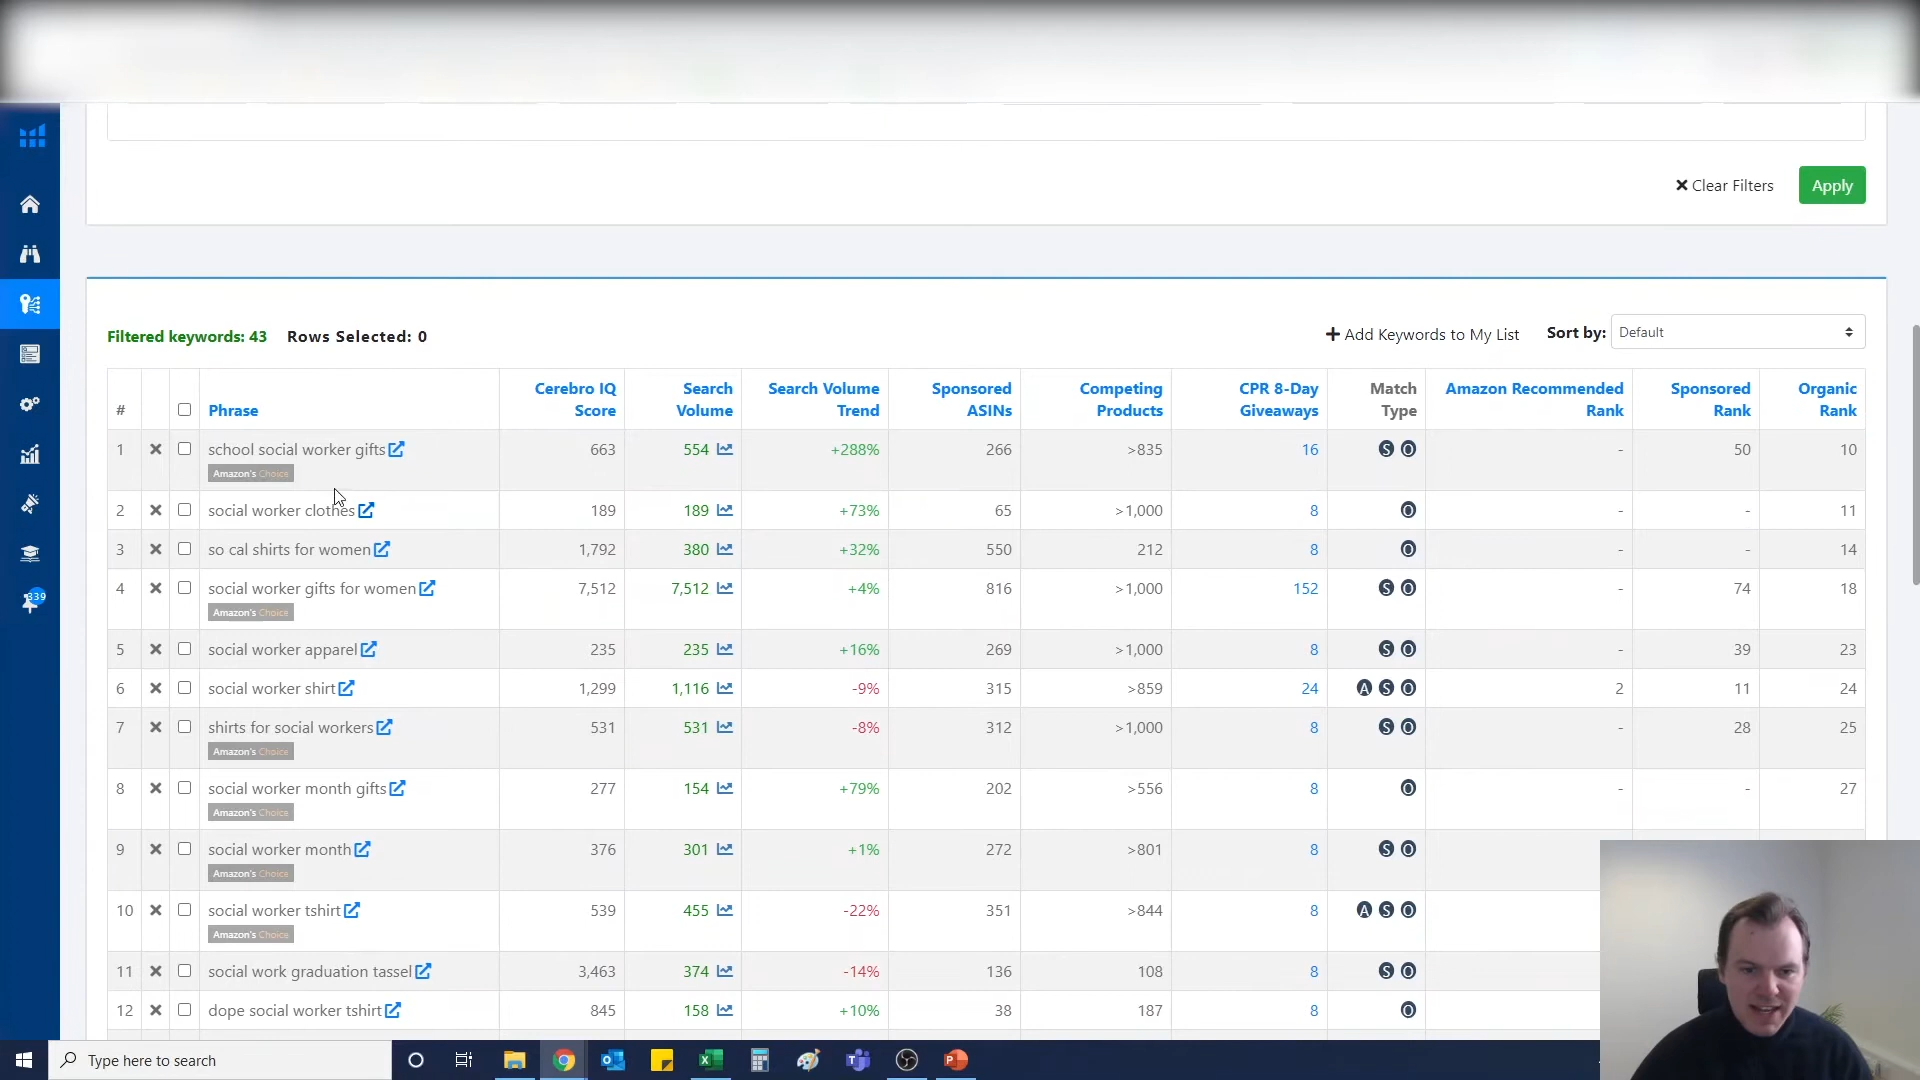 Clear Filters
Apply
Filtered keywords: 43 Rows Selected: 0
Add Keywords to My List Sort by: Default
# Phrase Cerebro IQ Score Search Volume Search Volume Trend Sponsored ASINs Competing Products CPR 8-Day Giveaways Match Type Amazon Recommended Rank Sponsored Rank Organic Rank
1 school social worker gifts 663 554 +288% 266 >835 16 S O - 50 10
Amazon's Choice
2 social worker clothes 189 189 +73% 65 >1,000 8 O - - 11
3 so cal shirts for women 1,792 380 +32% 550 212 8 O - - 14
4 social worker gifts for women 7,512 7,512 +4% 816 >1,000 152 S O - 74 18
Amazon's Choice
5 social worker apparel 235 235 +16% 269 >1,000 8 S O - 39 23
6 social worker shirt 1,299 1,116 -9% 315 >859 24 A S O 2 11 24
7 shirts for social workers 531 531 -8% 312 >1,000 8 S O - 28 25
Amazon's Choice
8 social worker month gifts 277 154 +79% 202 >556 8 O - - 27
Amazon's Choice
9 social worker month 376 301 +1% 272 >801 8 S O
Amazon's Choice
10 social worker tshirt 539 455 -22% 351 >844 8 A S O
Amazon's Choice
11 social work graduation tassel 3,463 374 -14% 136 108 8 S O
12 dope social worker tshirt 845 158 +10% 38 187 8 O
339
Type here to search